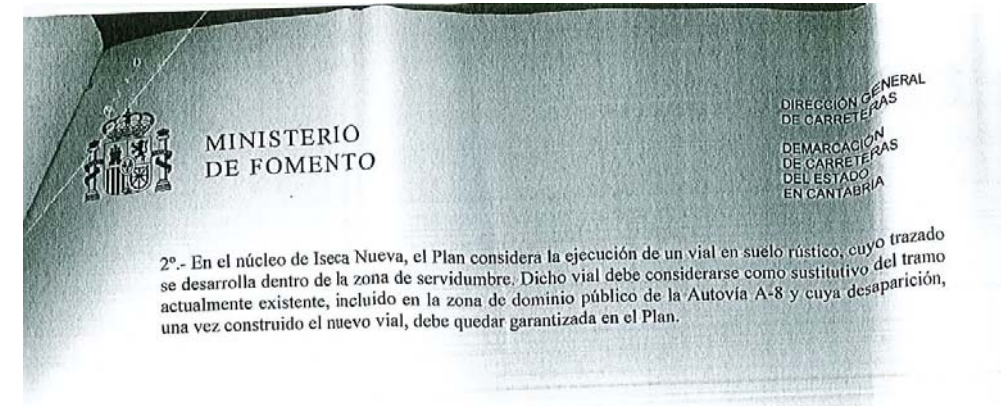 MINISTERIO
DE FOMENTO
DIRECCIÓN GENERAL
DE CARRETERAS
DEMARCACIÓN
DE CARRETERAS
DEL ESTADO
EN CANTABRIA
2º.- En el núcleo de Iseca Nueva, el Plan considera la ejecución de un vial en suelo rústico, cuyo trazado
se desarrolla dentro de la zona de servidumbre. Dicho vial debe considerarse como sustitutivo del tramo
actualmente existente, incluido en la zona de dominio público de la Autovía A-8 y cuya desaparición,
una vez construido el nuevo vial, debe quedar garantizada en el Plan.